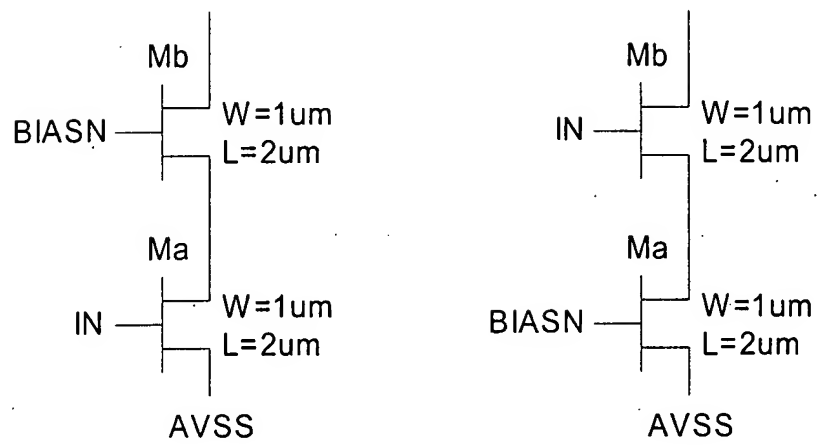 Mb
BIASN
W=1um
L=2um
Ma
IN
W=1um
L=2um
AVSS
Mb
IN
W=1um
L=2um
Ma
BIASN
W=1um
L=2um
AVSS